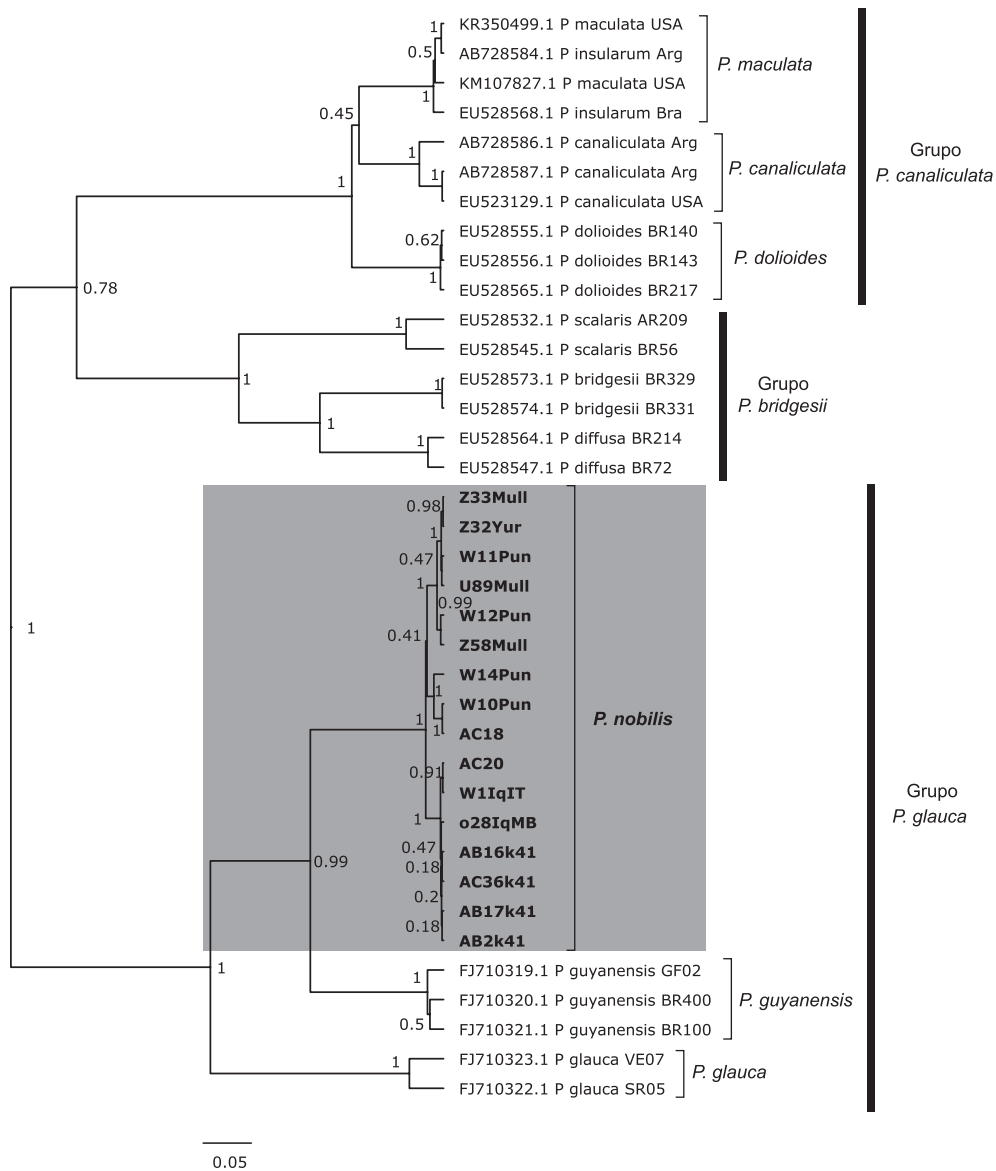 KR350499.1 P maculata USA
AB728584.1 P insularum Arg
KM107827.1 P maculata USA
EU528568.1 P insularum Bra
P. maculata
AB728586.1 P canaliculata Arg
AB728587.1 P canaliculata Arg
EU523129.1 P canaliculata USA
P. canaliculata
EU528555.1 P dolioides BR140
EU528556.1 P dolioides BR143
EU528565.1 P dolioides BR217
P. dolioides
Grupo
P. canaliculata
EU528532.1 P scalaris AR209
EU528545.1 P scalaris BR56
EU528573.1 P bridgesii BR329
EU528574.1 P bridgesii BR331
EU528564.1 P diffusa BR214
EU528547.1 P diffusa BR72
Grupo
P. bridgesii
Z33Mull
Z32Yur
W11Pun
U89Mull
W12Pun
Z58Mull
W14Pun
W10Pun
AC18
AC20
W1IqIT
o28IqMB
AB16k41
AC36k41
AB17k41
AB2k41
P. nobilis
FJ710319.1 P guyanensis GF02
FJ710320.1 P guyanensis BR400
FJ710321.1 P guyanensis BR100
P. guyanensis
FJ710323.1 P glauca VE07
FJ710322.1 P glauca SR05
P. glauca
Grupo
P. glauca
1
0.5
1
0.45
1
1
1
0.62
1
0.78
1
1
1
1
1
1
0.98
1
0.47
1
0.99
0.41
1
1
1
0.91
1
0.47
0.18
0.2
0.18
0.99
1
1
0.5
1
0.05